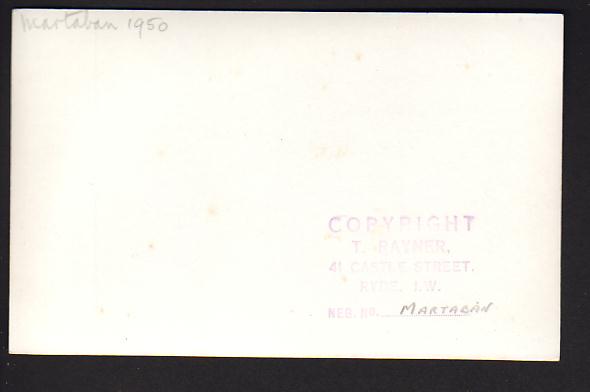 Martaban 1950
COPYRIGHT
T. RAYNER,
41 CASTLE STREET.
RYDE. I.W.
NEG. NO. MARTABAN